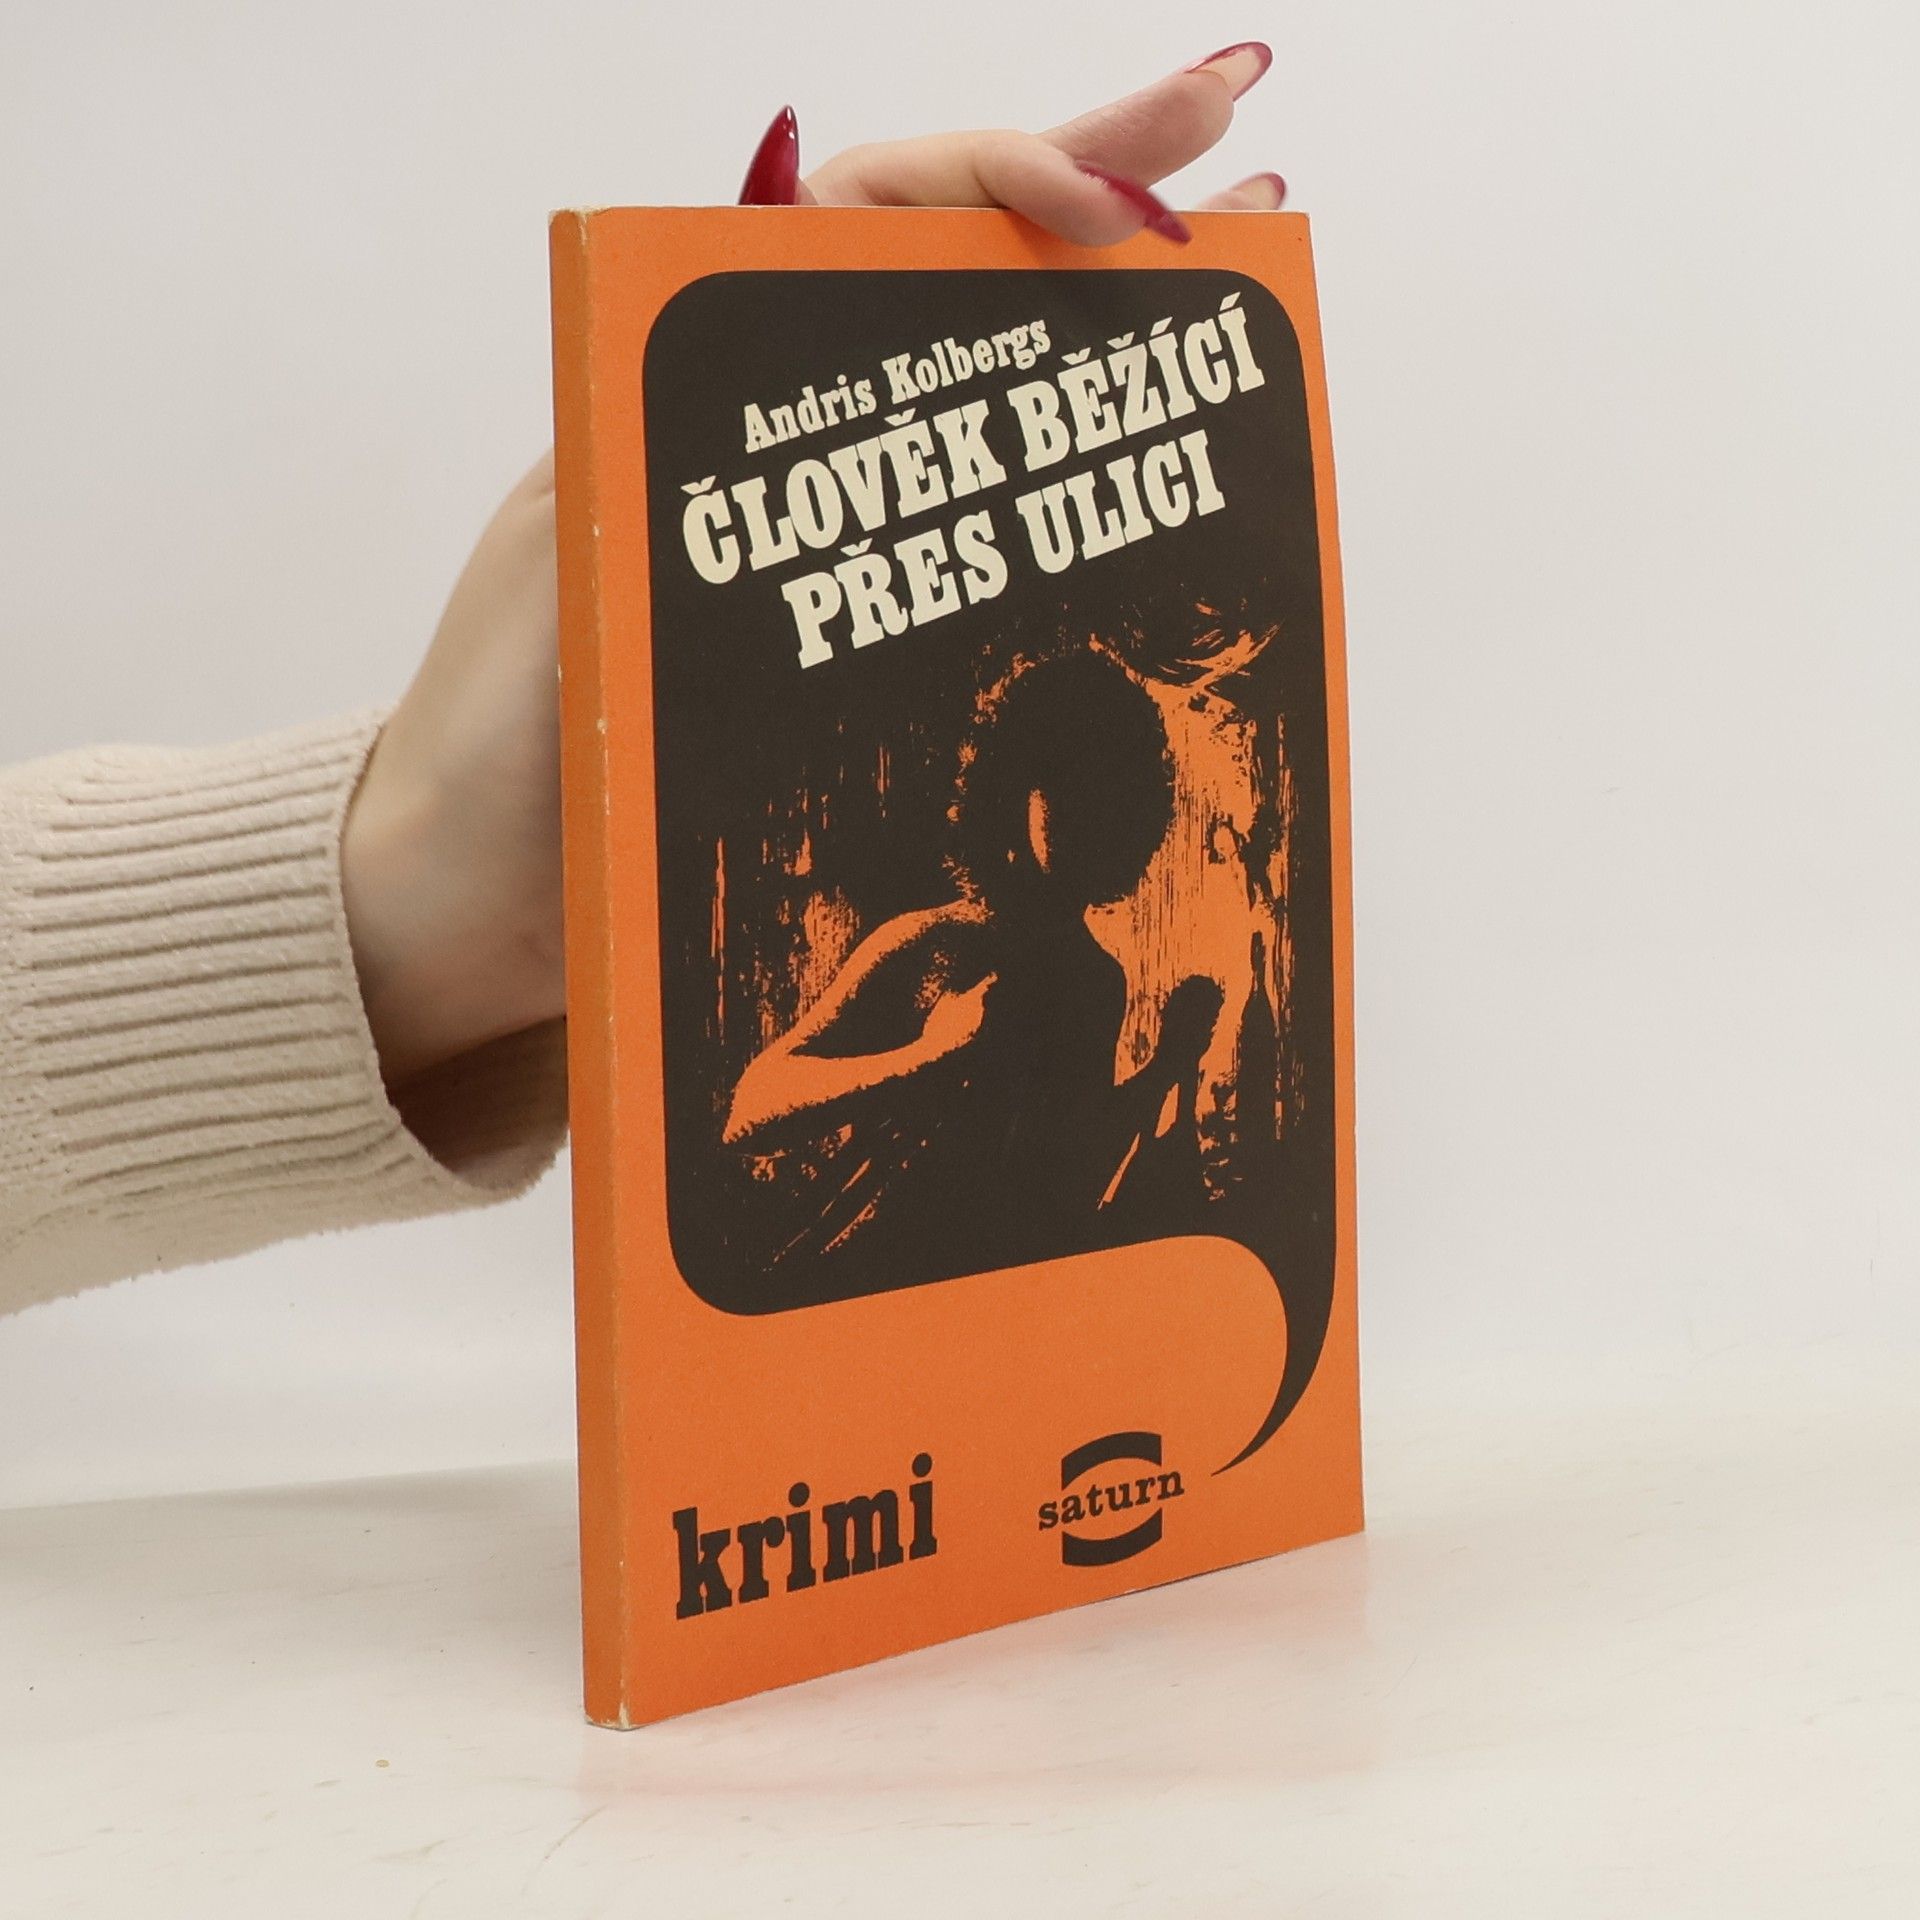 Andris Kolbergs
ČLOVĚK BĚŽÍCÍ
PŘES ULICI
krimi
saturn